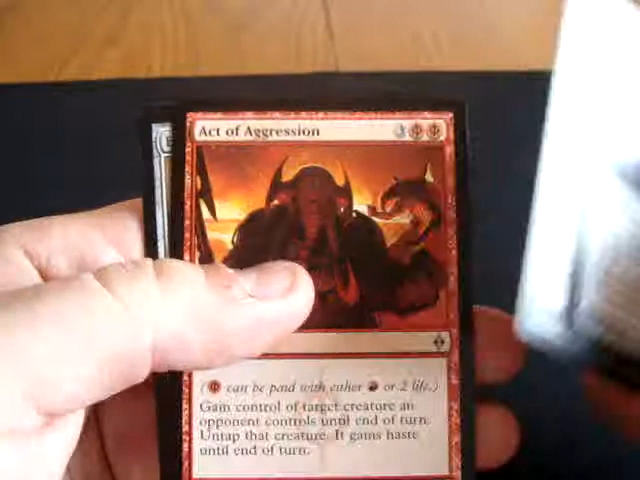 Act of Aggression 3
( can be paid with either or 2 life.)
Gain control of target creature an
opponent controls until end of turn.
Untap that creature. It gains haste
until end of turn.